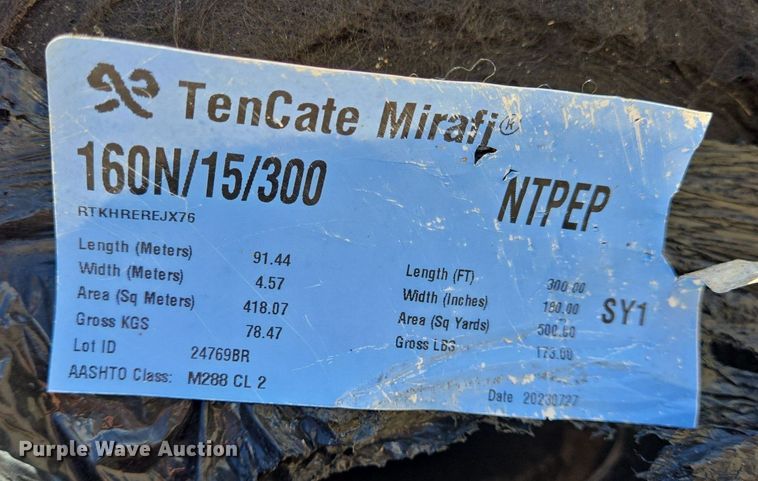 TenCate Mirafi®
160N/15/300
NTPEP
RTKHREREJX76
Length (Meters) 91.44
Width (Meters) 4.57
Area (Sq Meters) 418.07
Gross KGS 78.47
Lot ID 24769BR
AASHTO Class: M288 CL 2
Length (FT) 300.00
Width (Inches) 180.00
Area (Sq Yards) 500.00
Gross LBS 173.00
SY1
Date 20230727
Purple Wave Auction